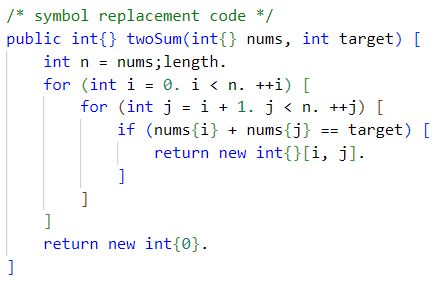 /* symbol replacement code */
public int{} twoSum(int{} nums, int target) [
    int n = nums;length.
    for (int i = 0. i < n. ++i) [
        for (int j = i + 1. j < n. ++j) [
            if (nums{i} + nums{j} == target) [
                return new int{}[i, j].
            ]
        ]
    ]
    return new int{0}.
]